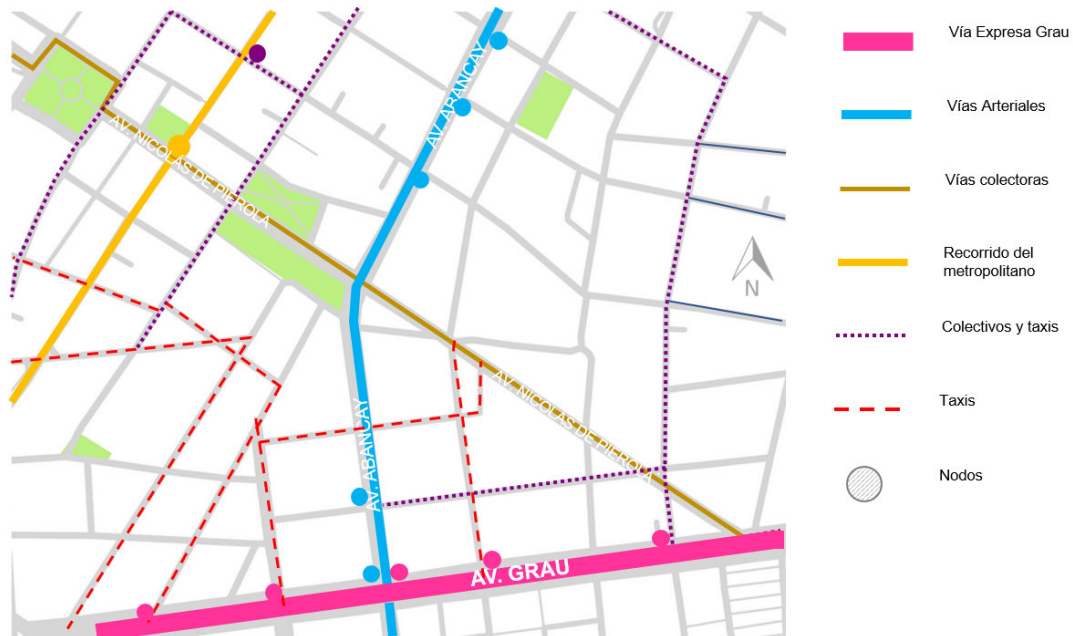 AV. ABANCAY
AV. NICOLAS DE PIEROLA
AV. NICOLAS DE PIEROLA
AV. ABANCAY
AV. GRAU
N
Vía Expresa Grau
Vías Arteriales
Vías colectoras
Recorrido del
metropolitano
Colectivos y taxis
Taxis
Nodos